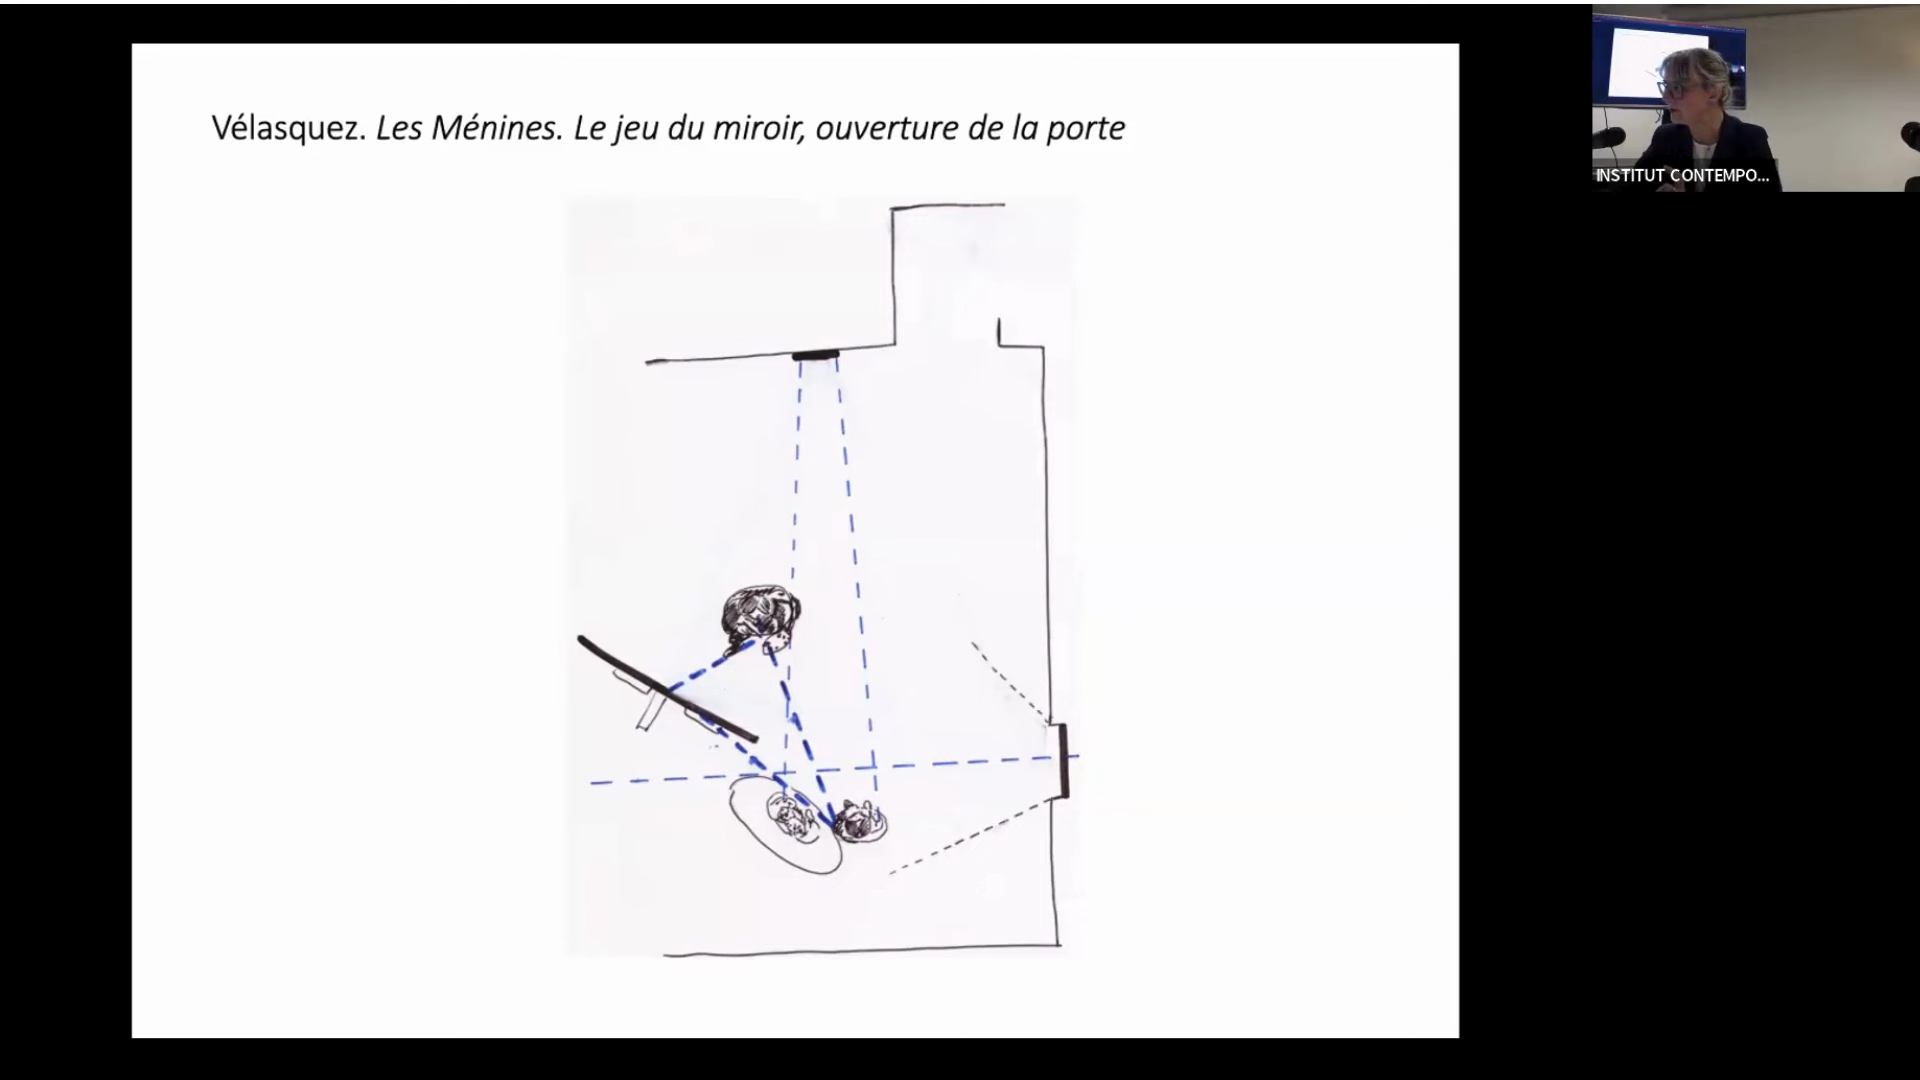 Vélasquez. Les Ménines. Le jeu du miroir, ouverture de la porte
INSTITUT CONTEMPO...